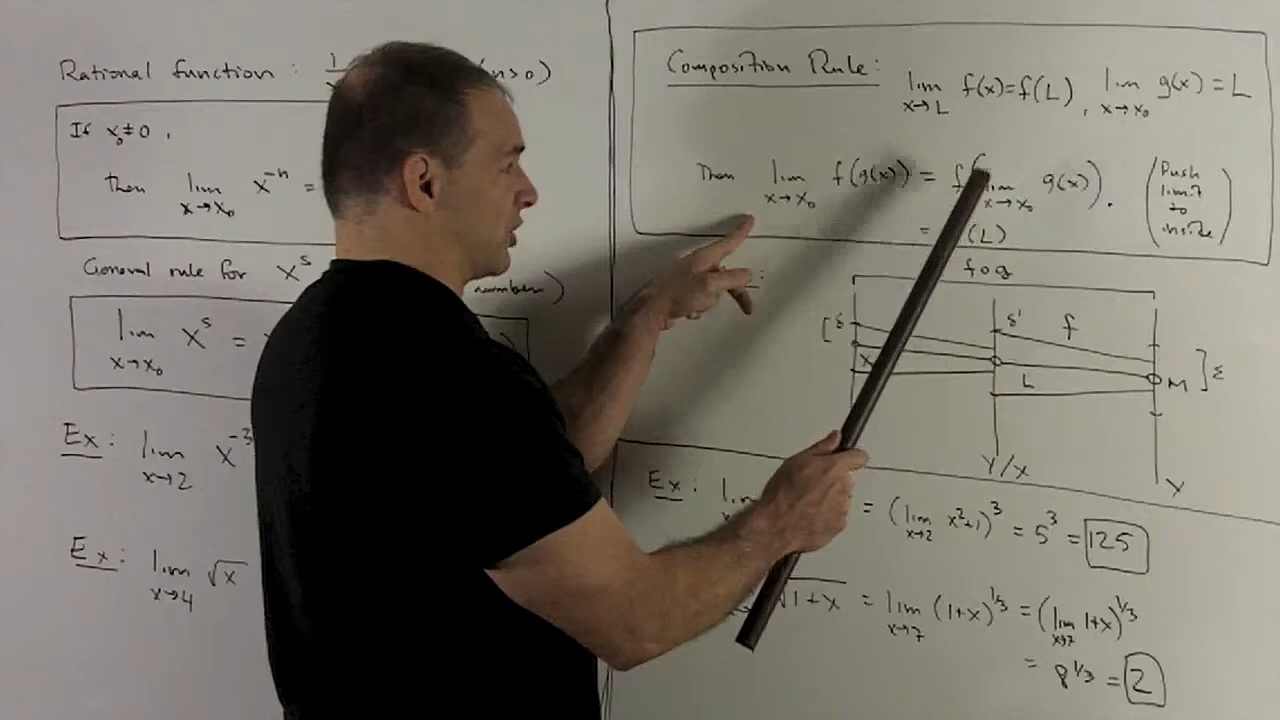 Rational function : 1 (n>0)
If x₀≠0 ,
then lim x→x₀ x⁻ⁿ =
General rule for xˢ number)
lim x→x₀ xˢ =
Ex: lim x→2 x⁻³
Ex: lim x→4 √x
Composition Rule: lim x→L f(x)=f(L) , lim x→x₀ g(x)=L
Then lim x→x₀ f(g(x)) = f(lim x→x₀ g(x)). (Push limit to inside)
= (L)
f∘g
[δ δ' f
X L M ]ε
Y/X Y
Ex: lim = (lim x→2 x²+1)³ = 5³ = 125
√1+x = lim x→7 (1+x)^1/3 = (lim x→7 1+x)^1/3
= 8^1/3 = 2